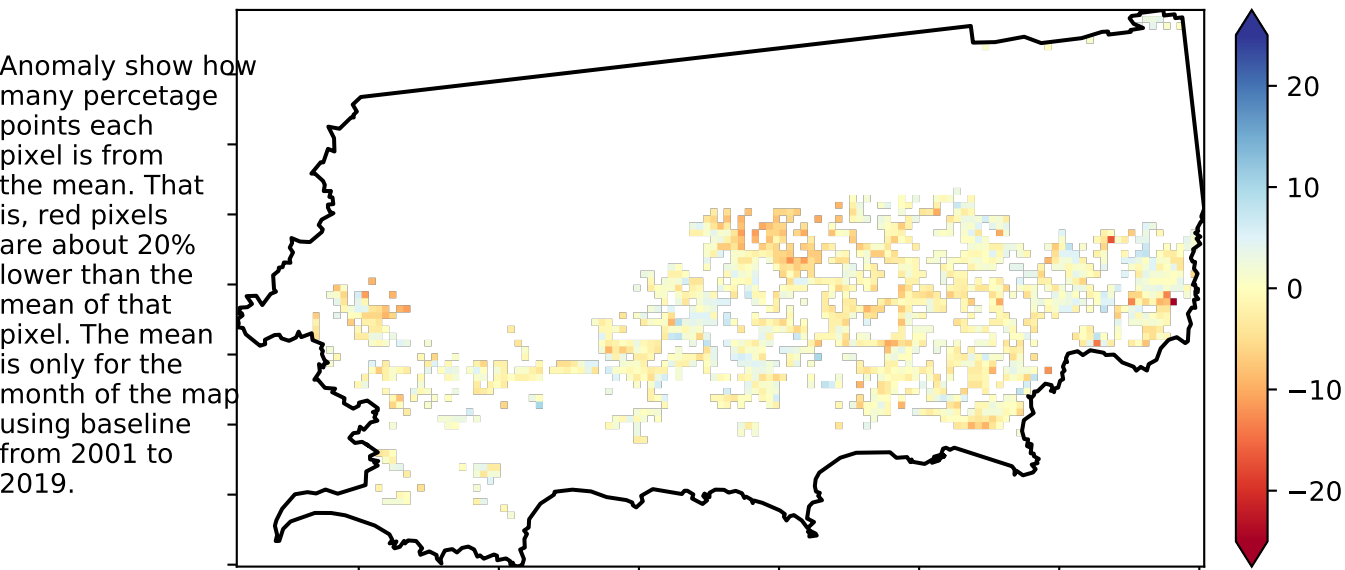 Anomaly show how
many percetage
points each
pixel is from
the mean. That
is, red pixels
are about 20%
lower than the
mean of that
pixel. The mean
is only for the
month of the map
using baseline
from 2001 to
2019.
20
10
0
−10
−20